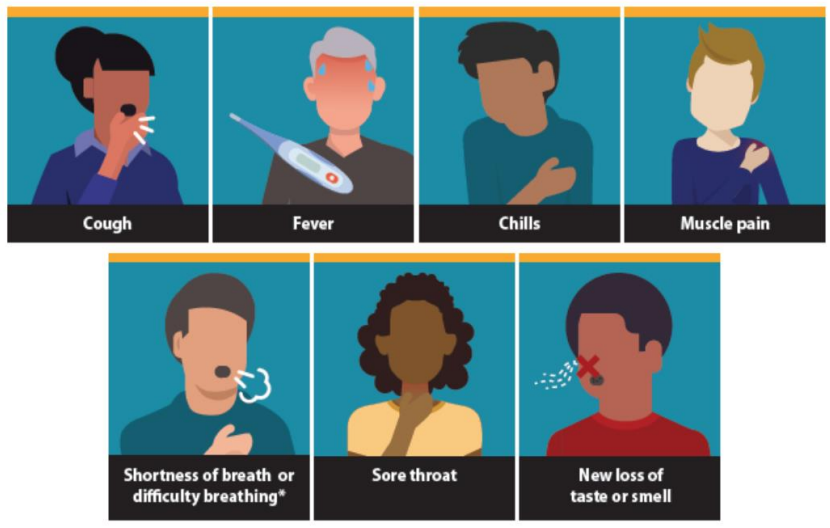 Cough
Fever
Chills
Muscle pain
Shortness of breath or
difficulty breathing*
Sore throat
New loss of
taste or smell